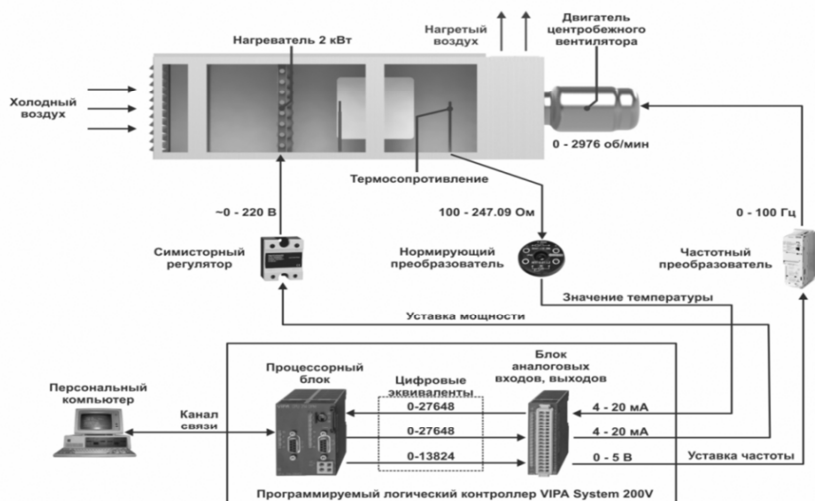 Нагреватель 2 кВт
Нагретый
воздух
Двигатель
центробежного
вентилятора
Холодный
воздух
0 - 2976 об/мин
Термосопротивление
~0 - 220 В
100 - 247.09 Ом
0 - 100 Гц
Симисторный
регулятор
Нормирующий
преобразователь
Частотный
преобразователь
Значение температуры
Уставка мощности
Персональный
компьютер
Канал
связи
Процессорный
блок
Цифровые
эквиваленты
Блок
аналоговых
входов, выходов
0-27648
4 - 20 мА
0-27648
4 - 20 мА
0-13824
0 - 5 В
Уставка частоты
Программируемый логический контроллер VIPA System 200V